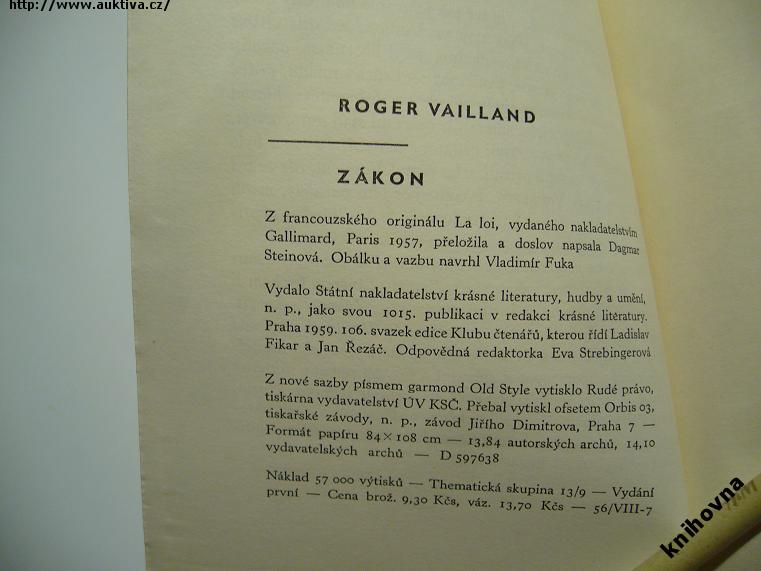 http://www.auktiva.cz/
ROGER VAILLAND
ZÁKON
Z francouzského originálu La loi, vydaného nakladatelstvím
Gallimard, Paris 1957, přeložila a doslov napsala Dagmar
Steinová. Obálku a vazbu navrhl Vladimír Fuka
Vydalo Státní nakladatelství krásné literatury, hudby a umění,
n. p., jako svou 1015. publikaci v redakci krásné literatury.
Praha 1959. 106. svazek edice Klubu čtenářů, kterou řídí Ladislav
Fikar a Jan Řezáč. Odpovědná redaktorka Eva Strebingerová
Z nové sazby písmem garmond Old Style vytisklo Rudé právo,
tiskárna vydavatelství ÚV KSČ. Přebal vytiskl ofsetem Orbis 03,
tiskařské závody, n. p., závod Jiřího Dimitrova, Praha 7 —
Formát papíru 84×108 cm — 13,84 autorských archů, 14,10
vydavatelských archů — D 597638
Náklad 57 000 výtisků — Thematická skupina 13/9 — Vydání
první — Cena brož. 9,30 Kčs, váz. 13,70 Kčs — 56/VIII-7
knihovna